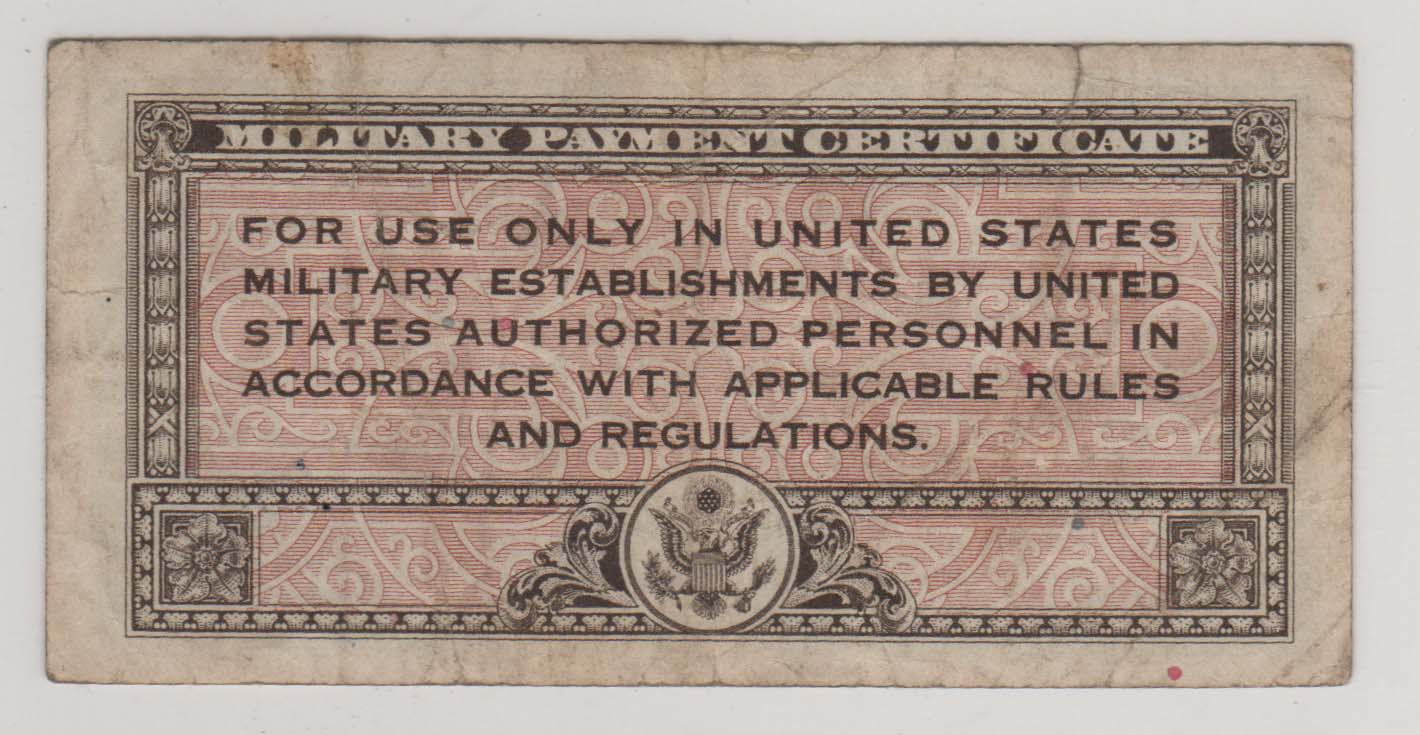 MILITARY PAYMENT CERTIFICATE
FOR USE ONLY IN UNITED STATES
MILITARY ESTABLISHMENTS BY UNITED
STATES AUTHORIZED PERSONNEL IN
ACCORDANCE WITH APPLICABLE RULES
AND REGULATIONS.